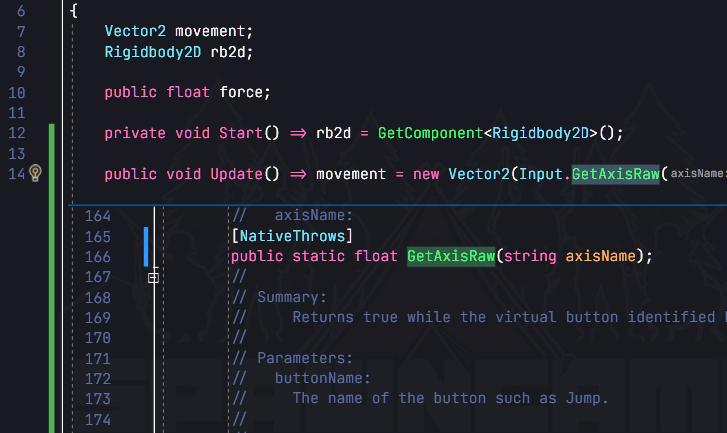 6 {
7 Vector2 movement;
8 Rigidbody2D rb2d;
9
10 public float force;
11
12 private void Start() => rb2d = GetComponent<Rigidbody2D>();
13
14 public void Update() => movement = new Vector2(Input.GetAxisRaw(axisName:
164 // axisName:
165 [NativeThrows]
166 public static float GetAxisRaw(string axisName);
167 //
168 // Summary:
169 // Returns true while the virtual button identified
170 //
171 // Parameters:
172 // buttonName:
173 // The name of the button such as Jump.
174 //